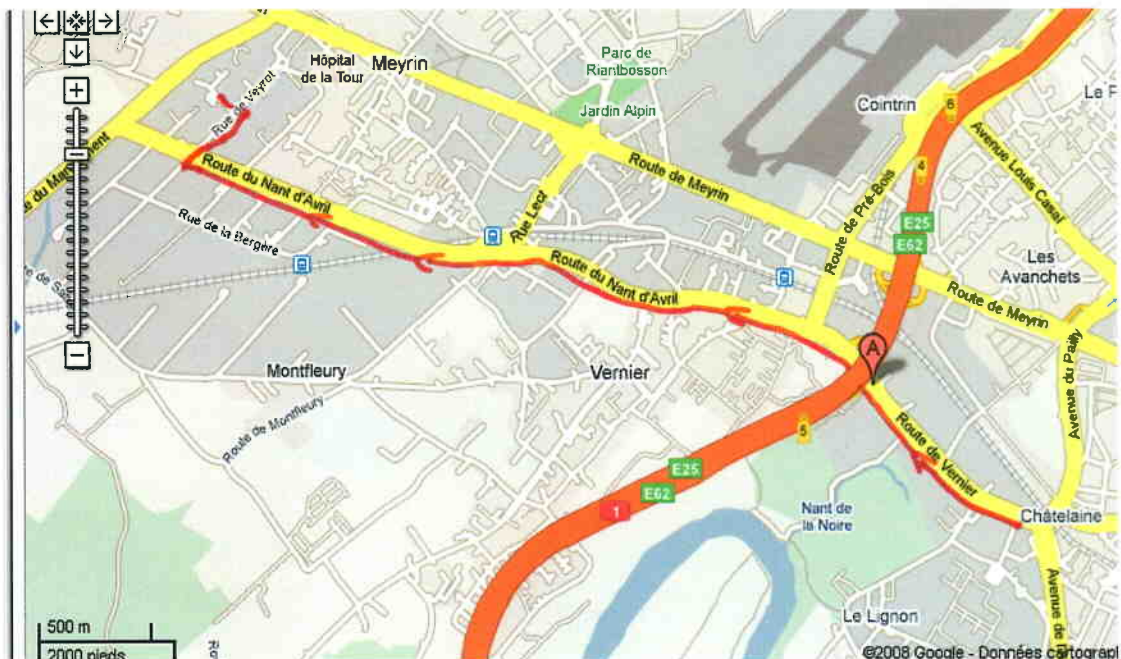 Hôpital
de la Tour
Meyrin
Parc de
Riantbosson
Jardin Alpin
Cointrin
6
Rue de Veyrot
Avenue Louis Casaï
4
Route du Nant d'Avril
Route de Meyrin
Route de Pré-Bois
E25
E62
Rue Lect
Rue de la Bergère
Les
Avanchets
Route du Nant d'Avril
Route de Meyrin
A
Avenue du Pailly
Montfleury
Vernier
Route de Montfleury
5
Route de Vernier
E25
E62
1
Nant de
la Noire
Châtelaine
Le Lignon
Avenue de
500 m
2000 pieds
©2008 Google - Données cartograp